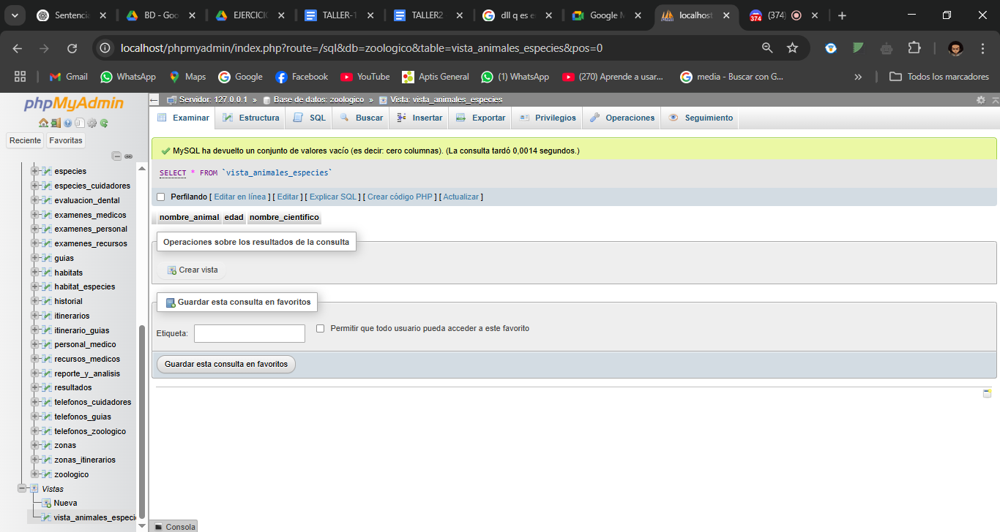 Sentencia
BD - Goo
EJERCICIO
TALLER-1
TALLER2
dll q es e
Google M
localhost
(374)
374
localhost/phpmyadmin/index.php?route=/sql&db=zoologico&table=vista_animales_especies&pos=0
Gmail
WhatsApp
Maps
Google
Facebook
YouTube
Aptis General
(1) WhatsApp
(270) Aprende a usar...
media - Buscar con G...
»
Todos los marcadores
phpMyAdmin
Reciente
Favoritas
especies
especies_cuidadores
evaluacion_dental
examenes_medicos
examenes_personal
examenes_recursos
guias
habitats
habitat_especies
historial
itinerarios
itinerario_guias
personal_medico
recursos_medicos
reporte_y_analisis
resultados
telefonos_cuidadores
telefonos_guias
telefonos_zoologico
zonas
zonas_itinerarios
zoologico
Vistas
Nueva
vista_animales_especi
Servidor: 127.0.0.1 » Base de datos: zoologico » Vista: vista_animales_especies
Examinar
Estructura
SQL
Buscar
Insertar
Exportar
Privilegios
Operaciones
Seguimiento
MySQL ha devuelto un conjunto de valores vacío (es decir: cero columnas). (La consulta tardó 0,0014 segundos.)
SELECT * FROM `vista_animales_especies`
Perfilando [ Editar en línea ] [ Editar ] [ Explicar SQL ] [ Crear código PHP ] [ Actualizar ]
nombre_animal edad nombre_cientifico
Operaciones sobre los resultados de la consulta
Crear vista
Guardar esta consulta en favoritos
Etiqueta:
Permitir que todo usuario pueda acceder a este favorito
Guardar esta consulta en favoritos
Consola